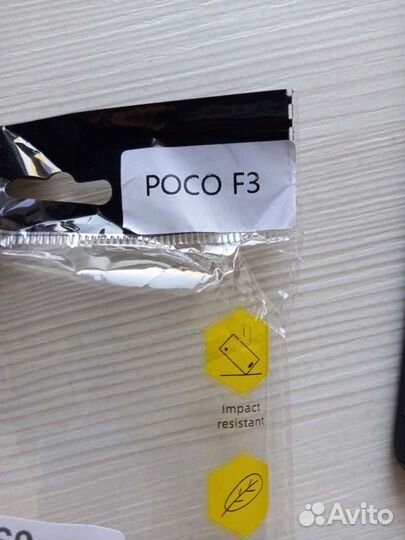 POCO F3
Impact
resistant
Avito